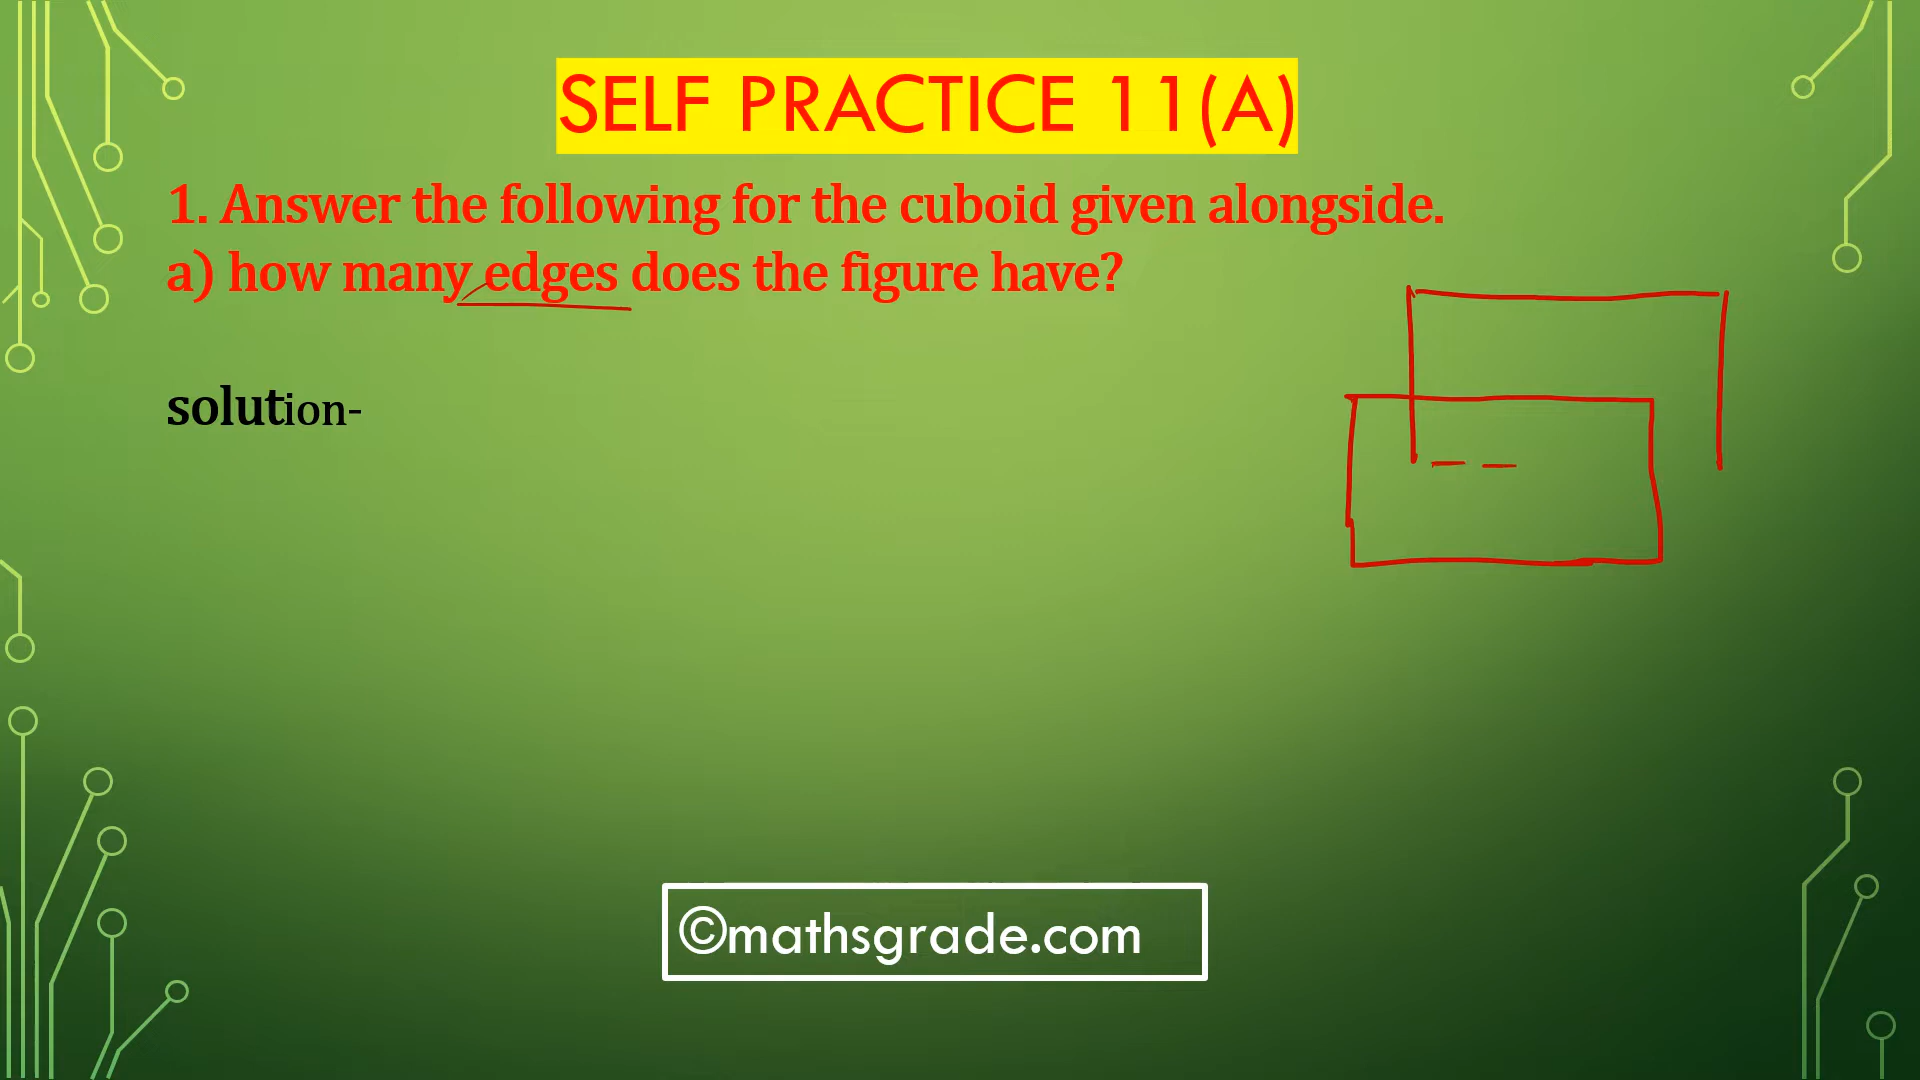 SELF PRACTICE 11(A)
1. Answer the following for the cuboid given alongside.
a) how many edges does the figure have?
solution-
©mathsgrade.com